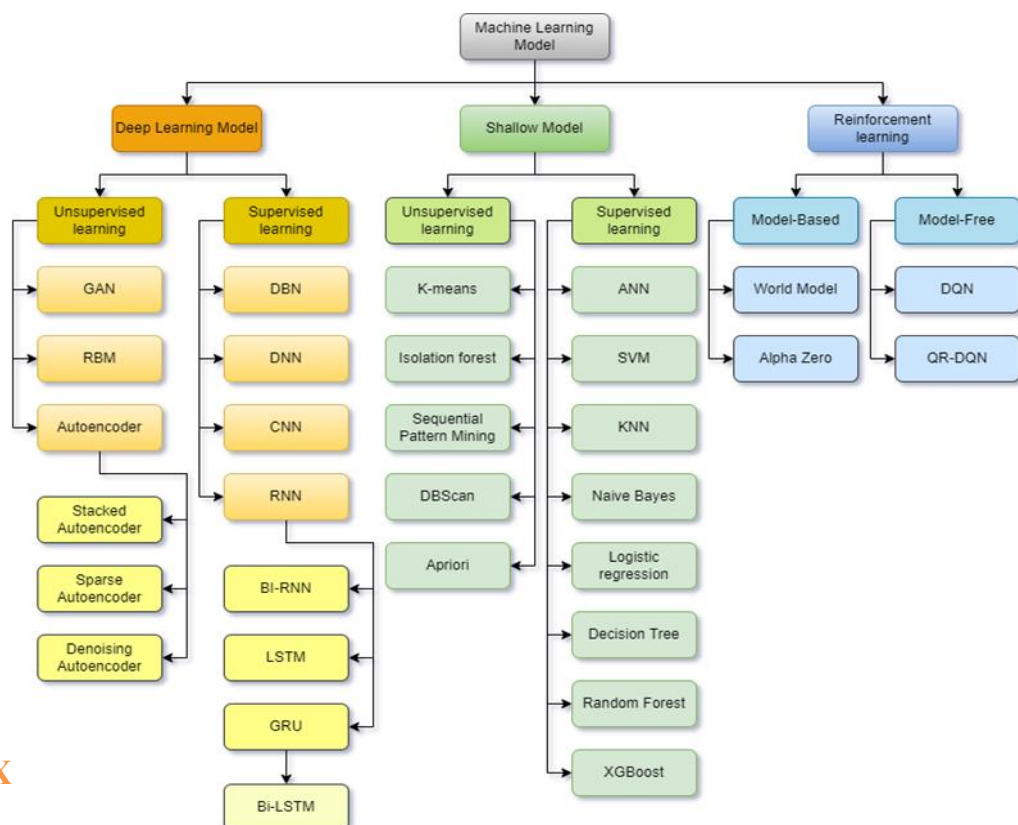 Machine Learning
Model
Deep Learning Model
Shallow Model
Reinforcement
learning
Unsupervised
learning
Supervised
learning
Unsupervised
learning
Supervised
learning
Model-Based
Model-Free
GAN
DBN
K-means
ANN
World Model
DQN
RBM
DNN
Isolation forest
SVM
Alpha Zero
QR-DQN
Autoencoder
CNN
Sequential
Pattern Mining
KNN
Stacked
Autoencoder
RNN
DBScan
Naive Bayes
Sparse
Autoencoder
BI-RNN
Apriori
Logistic
regression
Denoising
Autoencoder
LSTM
Decision Tree
GRU
Random Forest
X
Bi-LSTM
XGBoost